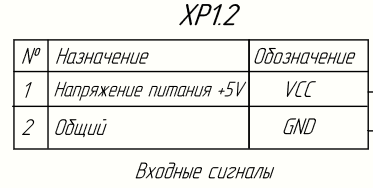 XP1.2
№ Назначение Обозначение
1 Напряжение питания +5V VCC
2 Общий GND
Входные сигналы